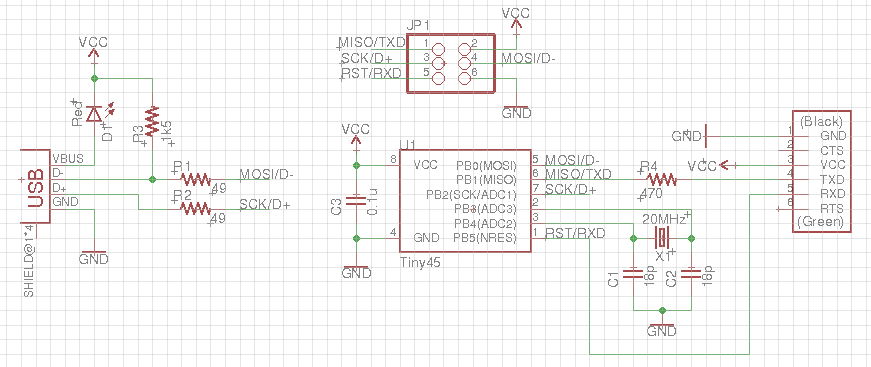 VCC
Red
D1
R3
1k5
VBUS
D-
D+
GND
USB
SHIELD@1*4
GND
R1
49
MOSI/D-
R2
49
SCK/D+
JP1
VCC
MISO/TXD 1 2
SCK/D+ 3 4 MOSI/D-
RST/RXD 5 6
GND
VCC
C3
0.1u
GND
U1
8 VCC
4 GND
PB0(MOSI) 5 MOSI/D-
PB1(MISO) 6 MISO/TXD
PB2(SCK/ADC1) 7 SCK/D+
PB3(ADC3) 2
PB4(ADC2) 3
PB5(NRES) 1 RST/RXD
Tiny45
R4
470
20MHz
X1
C1
18p
C2
18p
GND
GND
VCC
(Black)
1 GND
2 CTS
3 VCC
4 TXD
5 RXD
6 RTS
(Green)